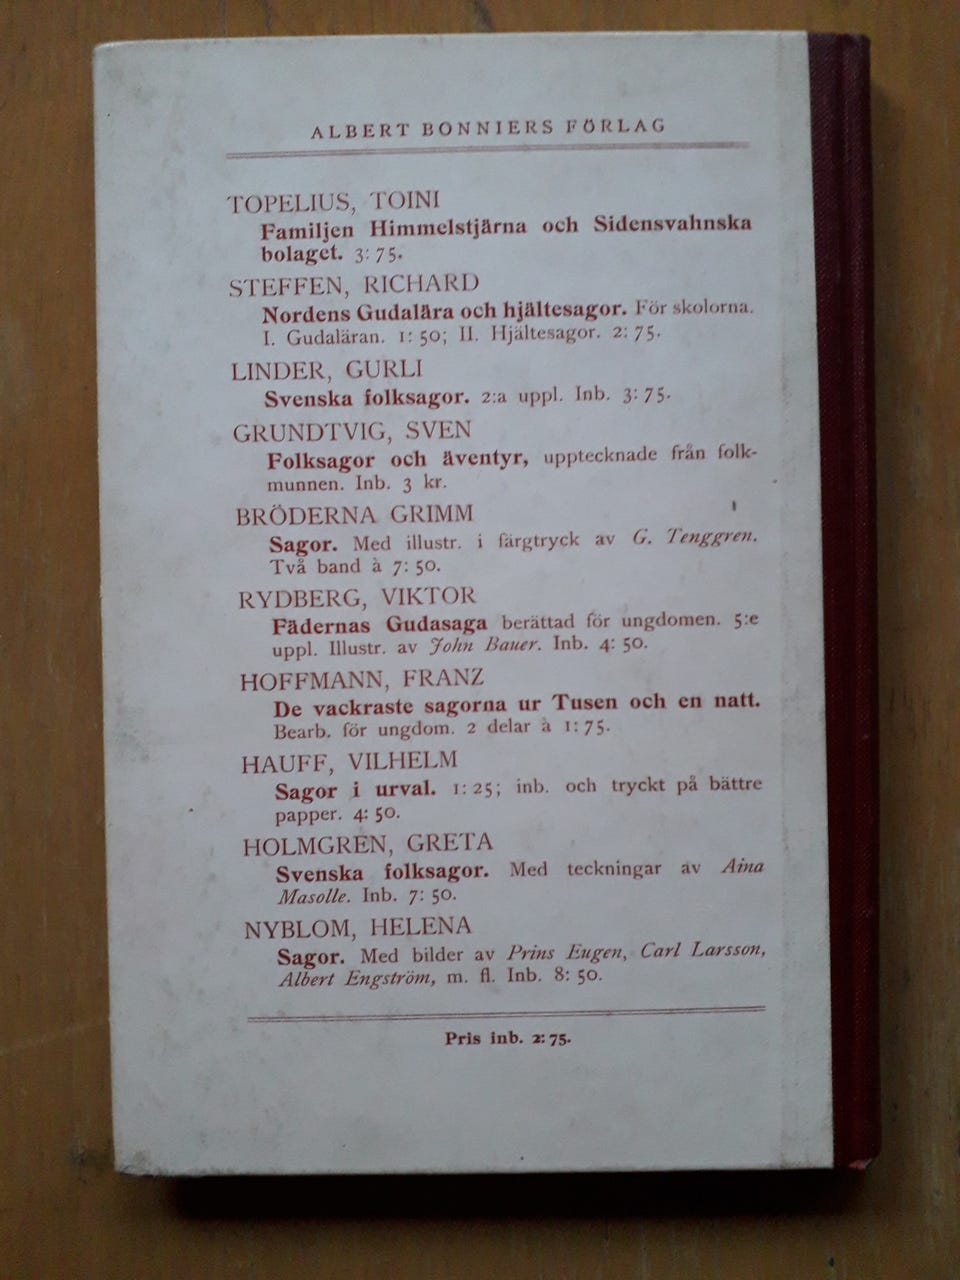 ALBERT BONNIERS FÖRLAG
TOPELIUS, TOINI
Familjen Himmelstjärna och Sidensvahnska
bolaget. 3: 75.
STEFFEN, RICHARD
Nordens Gudalära och hjältesagor. För skolorna.
I. Gudaläran. 1: 50; II. Hjältesagor. 2: 75.
LINDER, GURLI
Svenska folksagor. 2:a uppl. Inb. 3: 75.
GRUNDTVIG, SVEN
Folksagor och äventyr, upptecknade från folk-
munnen. Inb. 3 kr.
BRÖDERNA GRIMM
Sagor. Med illustr. i färgtryck av G. Tenggren.
Två band à 7: 50.
RYDBERG, VIKTOR
Fädernas Gudasaga berättad för ungdomen. 5:e
uppl. Illustr. av John Bauer. Inb. 4: 50.
HOFFMANN, FRANZ
De vackraste sagorna ur Tusen och en natt.
Bearb. för ungdom. 2 delar à 1: 75.
HAUFF, VILHELM
Sagor i urval. 1: 25; inb. och tryckt på bättre
papper. 4: 50.
HOLMGREN, GRETA
Svenska folksagor. Med teckningar av Aina
Masolle. Inb. 7: 50.
NYBLOM, HELENA
Sagor. Med bilder av Prins Eugen, Carl Larsson,
Albert Engström, m. fl. Inb. 8: 50.
Pris inb. 2: 75.